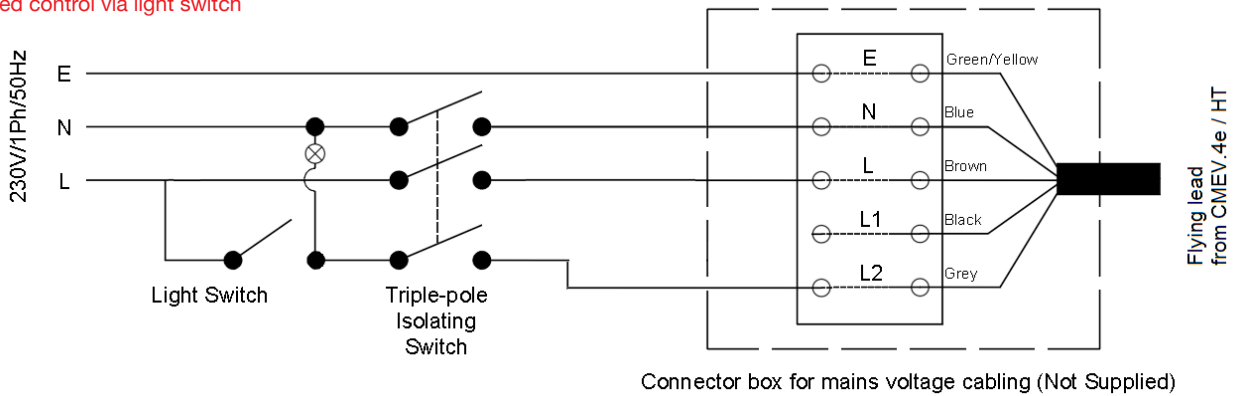 ed control via light switch
230V/1Ph/50Hz
E
N
L
E
N
L
L1
L2
Green/Yellow
Blue
Brown
Black
Grey
Flying lead
from CMEV.4e / HT
Light Switch
Triple-pole
Isolating
Switch
Connector box for mains voltage cabling (Not Supplied)